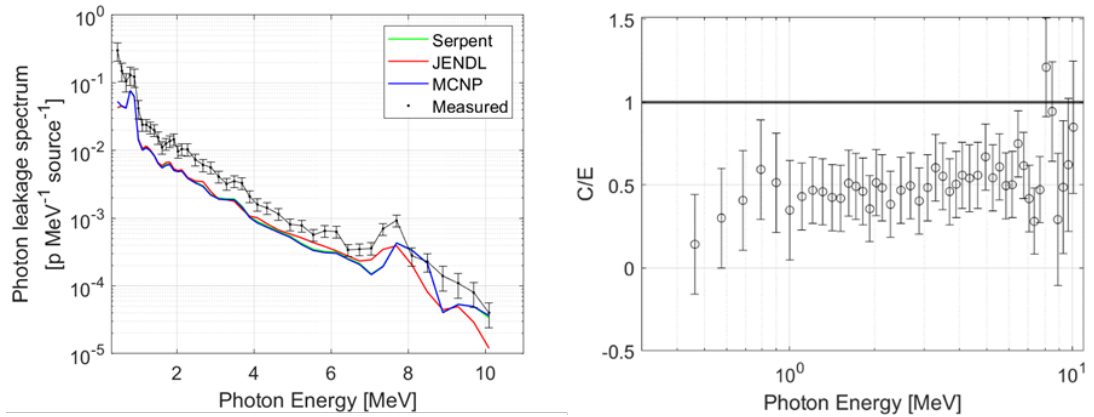 10⁰
10⁻¹
10⁻²
10⁻³
10⁻⁴
10⁻⁵
Photon leakage spectrum
[p MeV⁻¹ source⁻¹]
Serpent
JENDL
MCNP
Measured
2 4 6 8 10
Photon Energy [MeV]
1.5
1
0.5
0
-0.5
C/E
10⁰ 10¹
Photon Energy [MeV]